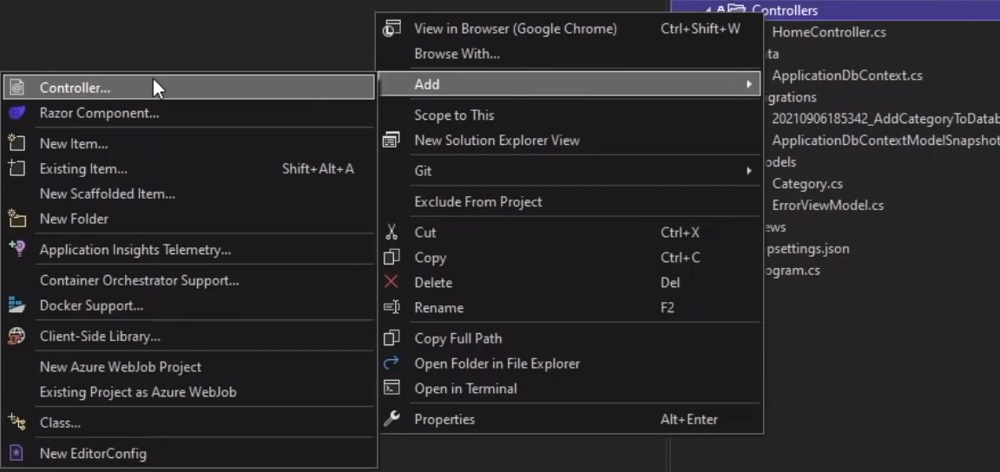 Controllers
HomeController.cs
ta
ApplicationDbContext.cs
grations
20210906185342_AddCategoryToDatab
ApplicationDbContextModelSnapshot
odels
Category.cs
ErrorViewModel.cs
ews
psettings.json
ogram.cs
View in Browser (Google Chrome) Ctrl+Shift+W
Browse With...
Add
Scope to This
New Solution Explorer View
Git
Exclude From Project
Cut Ctrl+X
Copy Ctrl+C
Delete Del
Rename F2
Copy Full Path
Open Folder in File Explorer
Open in Terminal
Properties Alt+Enter
Controller...
Razor Component...
New Item...
Existing Item... Shift+Alt+A
New Scaffolded Item...
New Folder
Application Insights Telemetry...
Container Orchestrator Support...
Docker Support...
Client-Side Library...
New Azure WebJob Project
Existing Project as Azure WebJob
Class...
New EditorConfig